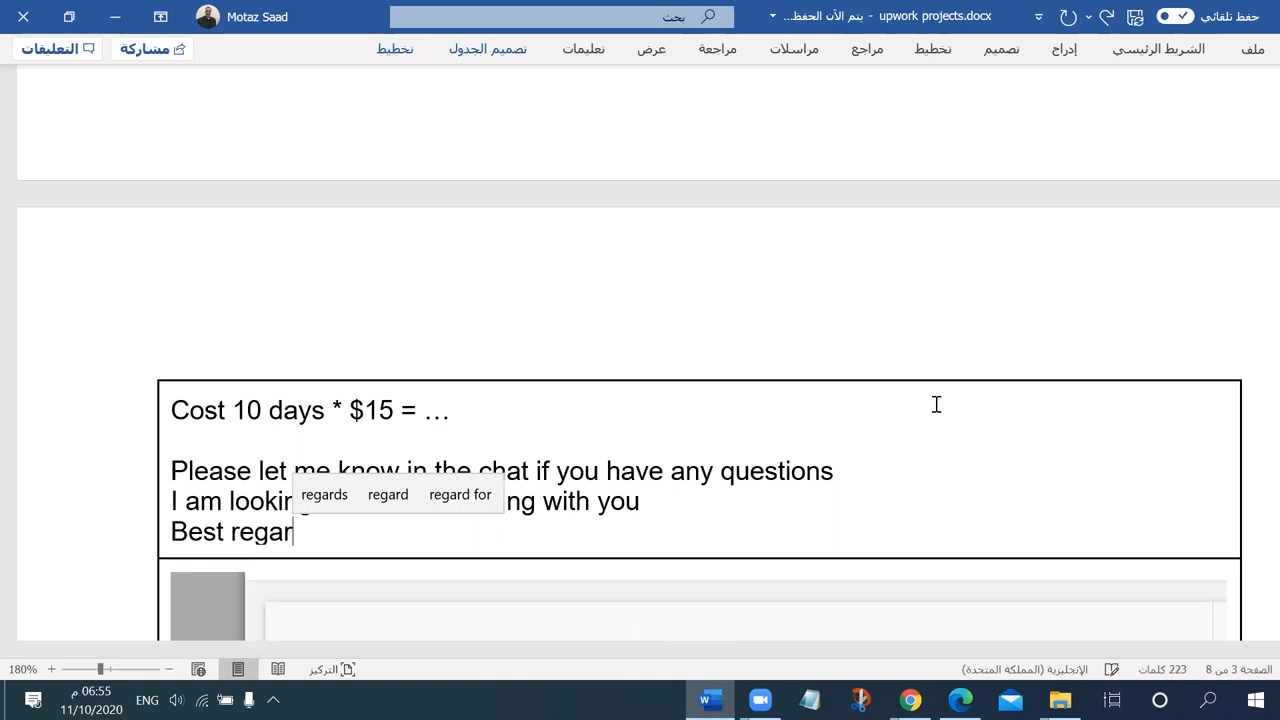 حفظ تلقائي
upwork projects.docx - يتم الآن الحفظ...
بحث
Motaz Saad
ملف الشريط الرئيسي إدراج تصميم تخطيط مراجع مراسلات مراجعة عرض تعليمات تصميم الجدول تخطيط
مشاركة
التعليقات
Cost 10 days * $15 = …
Please let me know in the chat if you have any questions
regards regard regard for
I am lookin ng with you
Best regar
الصفحة 3 من 8 223 كلمات الإنجليزية (المملكة المتحدة)
التركيز
180%
ENG
06:55 م
11/10/2020